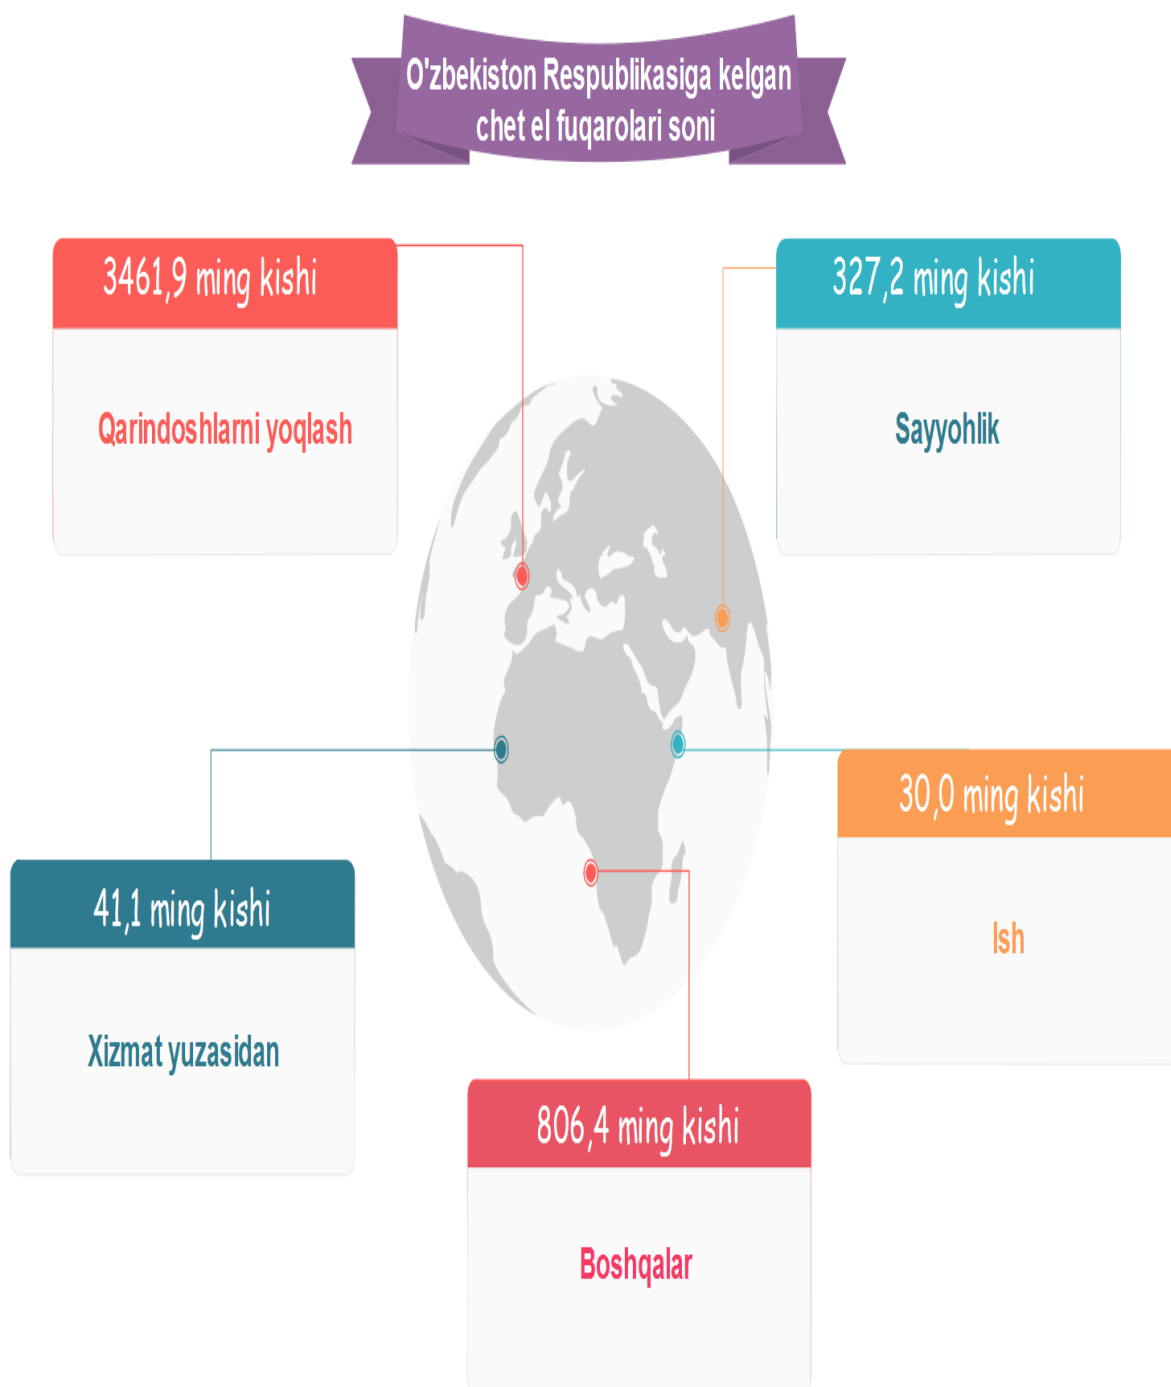 O'zbekiston Respublikasiga kelgan
chet el fuqarolari soni
3461,9 ming kishi
Qarindoshlarni yoqlash
327,2 ming kishi
Sayyohlik
30,0 ming kishi
Ish
41,1 ming kishi
Xizmat yuzasidan
806,4 ming kishi
Boshqalar